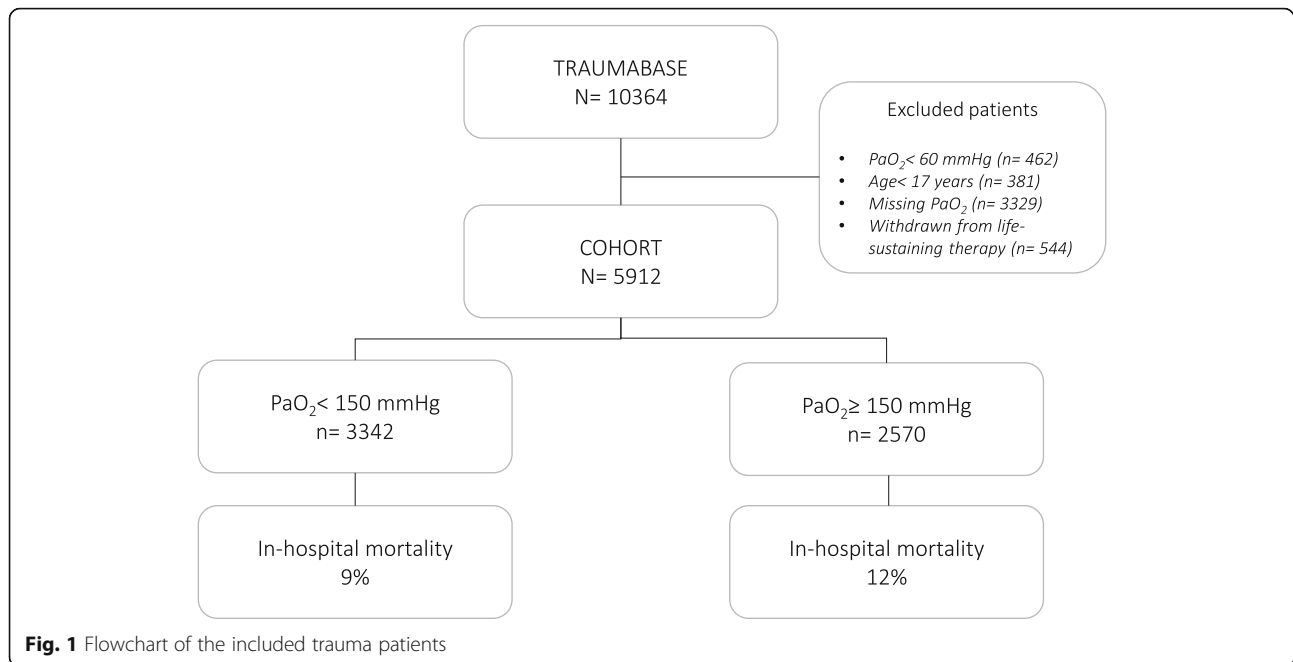 TRAUMABASE
N= 10364
Excluded patients
• PaO₂< 60 mmHg (n= 462)
• Age< 17 years (n= 381)
• Missing PaO₂ (n= 3329)
• Withdrawn from life-
sustaining therapy (n= 544)
COHORT
N= 5912
PaO₂< 150 mmHg
n= 3342
PaO₂≥ 150 mmHg
n= 2570
In-hospital mortality
9%
In-hospital mortality
12%
Fig. 1 Flowchart of the included trauma patients